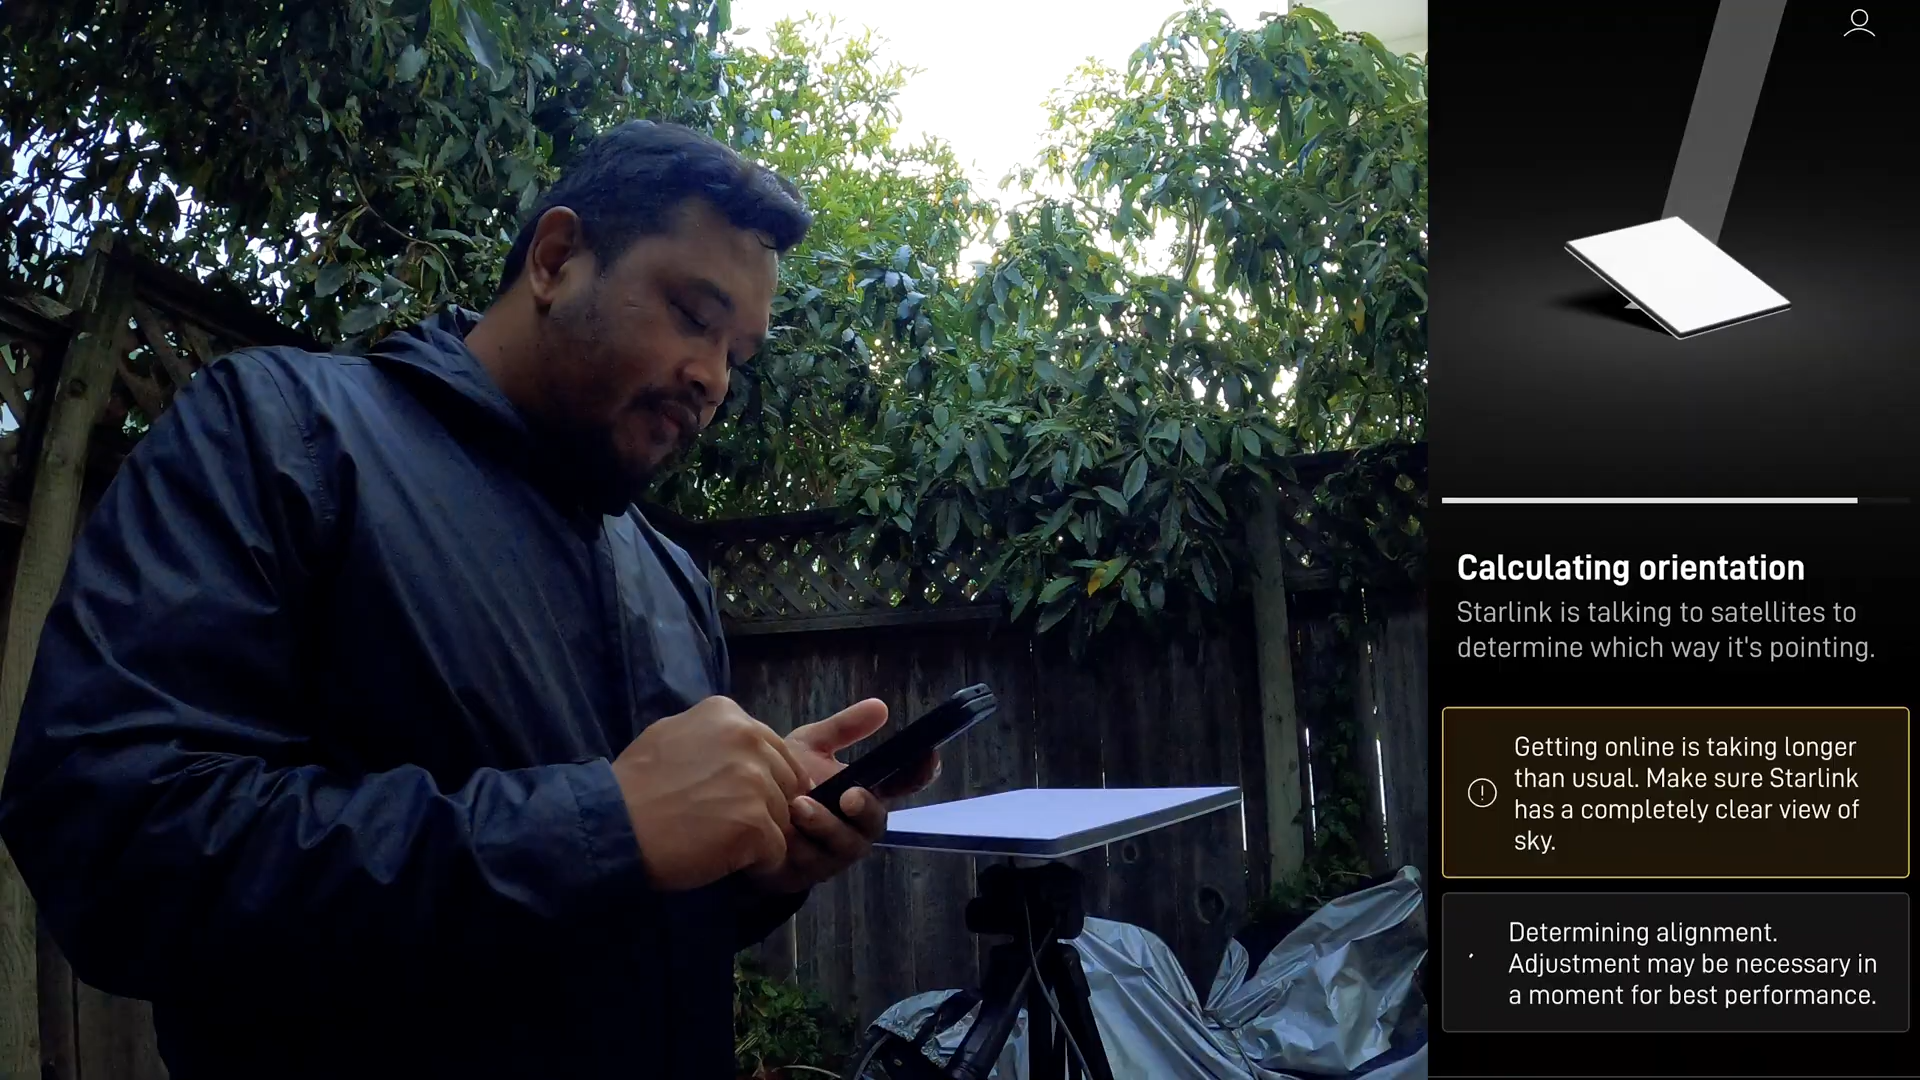 Calculating orientation
Starlink is talking to satellites to
determine which way it's pointing.
Getting online is taking longer
than usual. Make sure Starlink
has a completely clear view of
sky.
Determining alignment.
Adjustment may be necessary in
a moment for best performance.